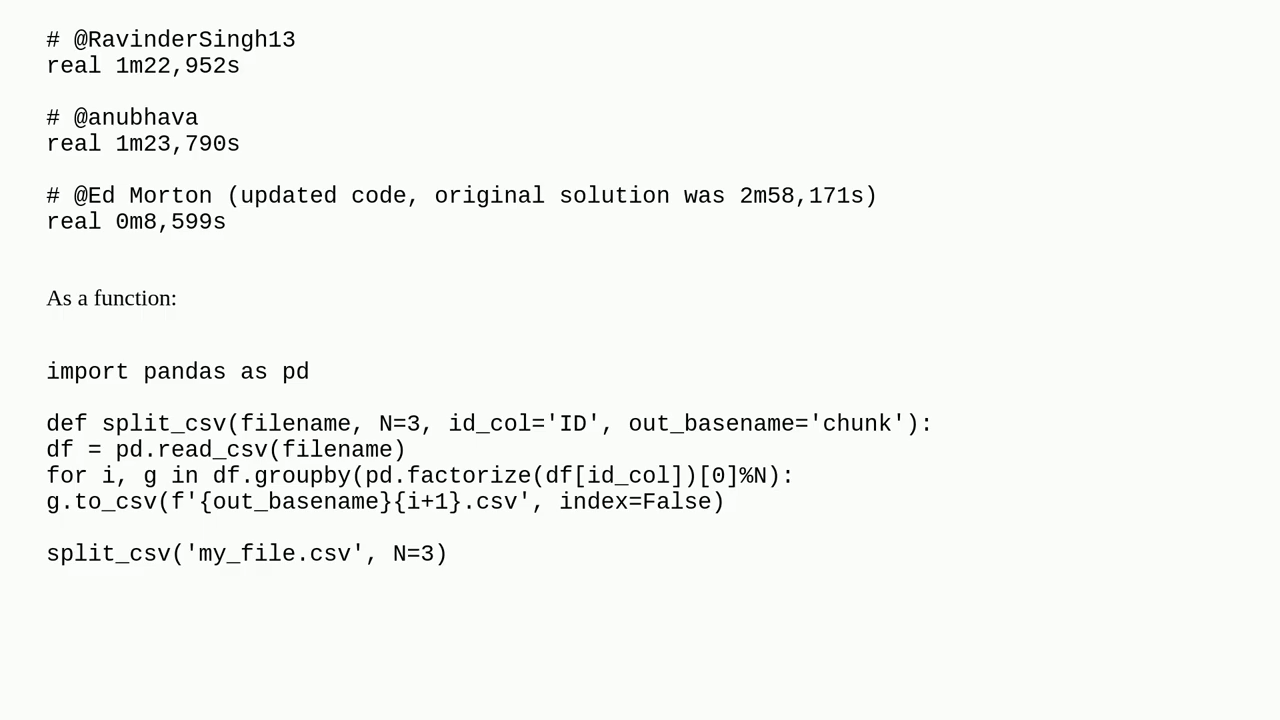 # @RavinderSingh13
real 1m22,952s
# @anubhava
real 1m23,790s
# @Ed Morton (updated code, original solution was 2m58,171s)
real 0m8,599s
As a function:
import pandas as pd
def split_csv(filename, N=3, id_col='ID', out_basename='chunk'):
df = pd.read_csv(filename)
for i, g in df.groupby(pd.factorize(df[id_col])[0]%N):
g.to_csv(f'{out_basename}{i+1}.csv', index=False)
split_csv('my_file.csv', N=3)